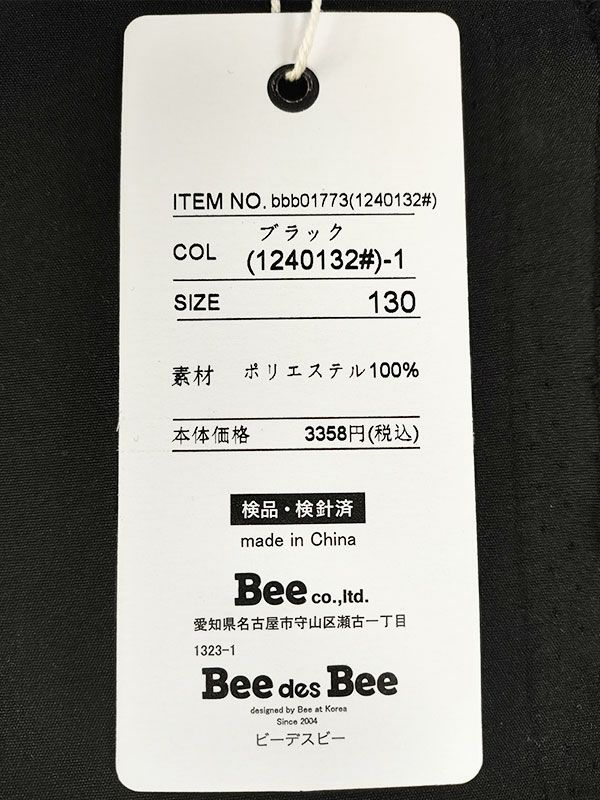 ITEM NO. bbb01773(1240132#)
ブラック
COL (1240132#)-1
SIZE 130
素材 ポリエステル100%
本体価格 3358円(税込)
検品・検針済
made in China
Bee co.,ltd.
愛知県名古屋市守山区瀬古一丁目
1323-1
Bee des Bee
designed by Bee at Korea
Since 2004
ビーデスビー